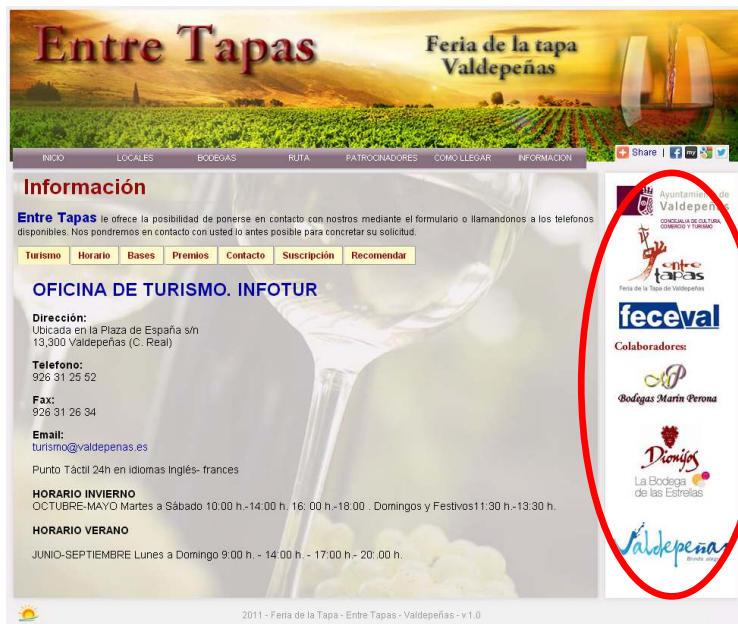 Entre Tapas
Feria de la tapa
Valdepeñas
INICIO LOCALES BODEGAS RUTA PATROCINADORES COMO LLEGAR INFORMACION
Share |
Información
Entre Tapas le ofrece la posibilidad de ponerse en contacto con nostros mediante el formulario o llamandonos a los telefonos
disponibles. Nos pondremos en contacto con usted lo antes posible para concretar su solicitud.
Turismo Horario Bases Premios Contacto Suscripción Recomendar
OFICINA DE TURISMO. INFOTUR
Dirección:
Ubicada en la Plaza de España s/n
13,300 Valdepeñas (C. Real)
Telefono:
926 31 25 52
Fax:
926 31 26 34
Email:
turismo@valdepenas.es
Punto Táctil 24h en idiomas Inglés- frances
HORARIO INVIERNO
OCTUBRE-MAYO Martes a Sábado 10:00 h.-14:00 h. 16: 00 h.-18:00 . Domingos y Festivos11:30 h.-13:30 h.
HORARIO VERANO
JUNIO-SEPTIEMBRE Lunes a Domingo 9:00 h. - 14:00 h. - 17:00 h.- 20: .00 h.
Ayuntamiento de
Valdepeñas
CONCEJALIA DE CULTURA,
COMERCIO Y TURISMO
entre
tapas
Feria de la Tapa de Valdepeñas
feceval
Colaboradores:
Bodegas Marín Perona
Dionisos
La Bodega
de las Estrellas
Valdepeñas
2011 - Feria de la Tapa - Entre Tapas - Valdepeñas - v 1.0